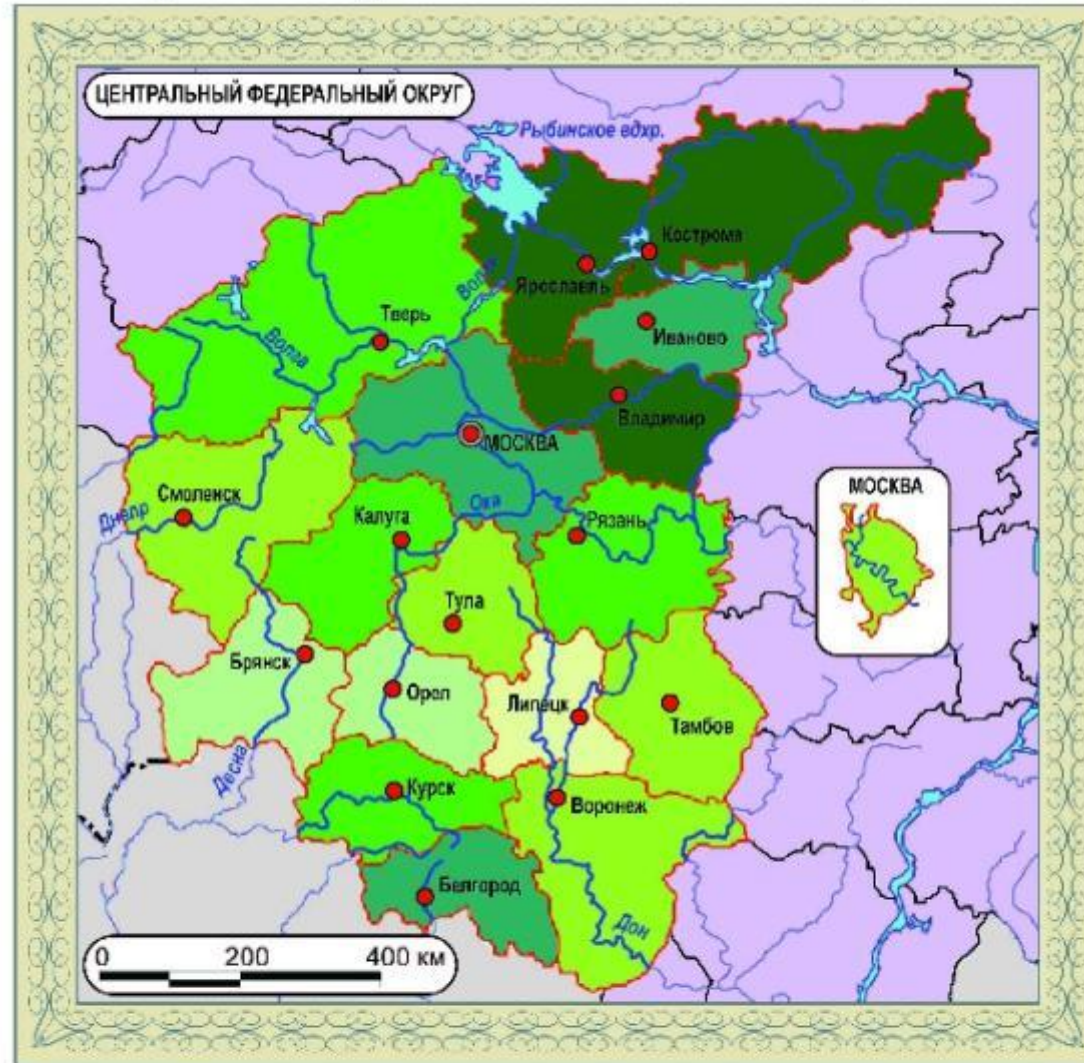 ЦЕНТРАЛЬНЫЙ ФЕДЕРАЛЬНЫЙ ОКРУГ
Рыбинское вдхр.
Кострома
Волга
Ярославль
Тверь
Иваново
Волга
Владимир
МОСКВА
МОСКВА
Смоленск
Днепр
Калуга
Ока
Рязань
Тула
Брянск
Орел
Липецк
Тамбов
Десна
Курск
Воронеж
Белгород
Дон
0 200 400 км